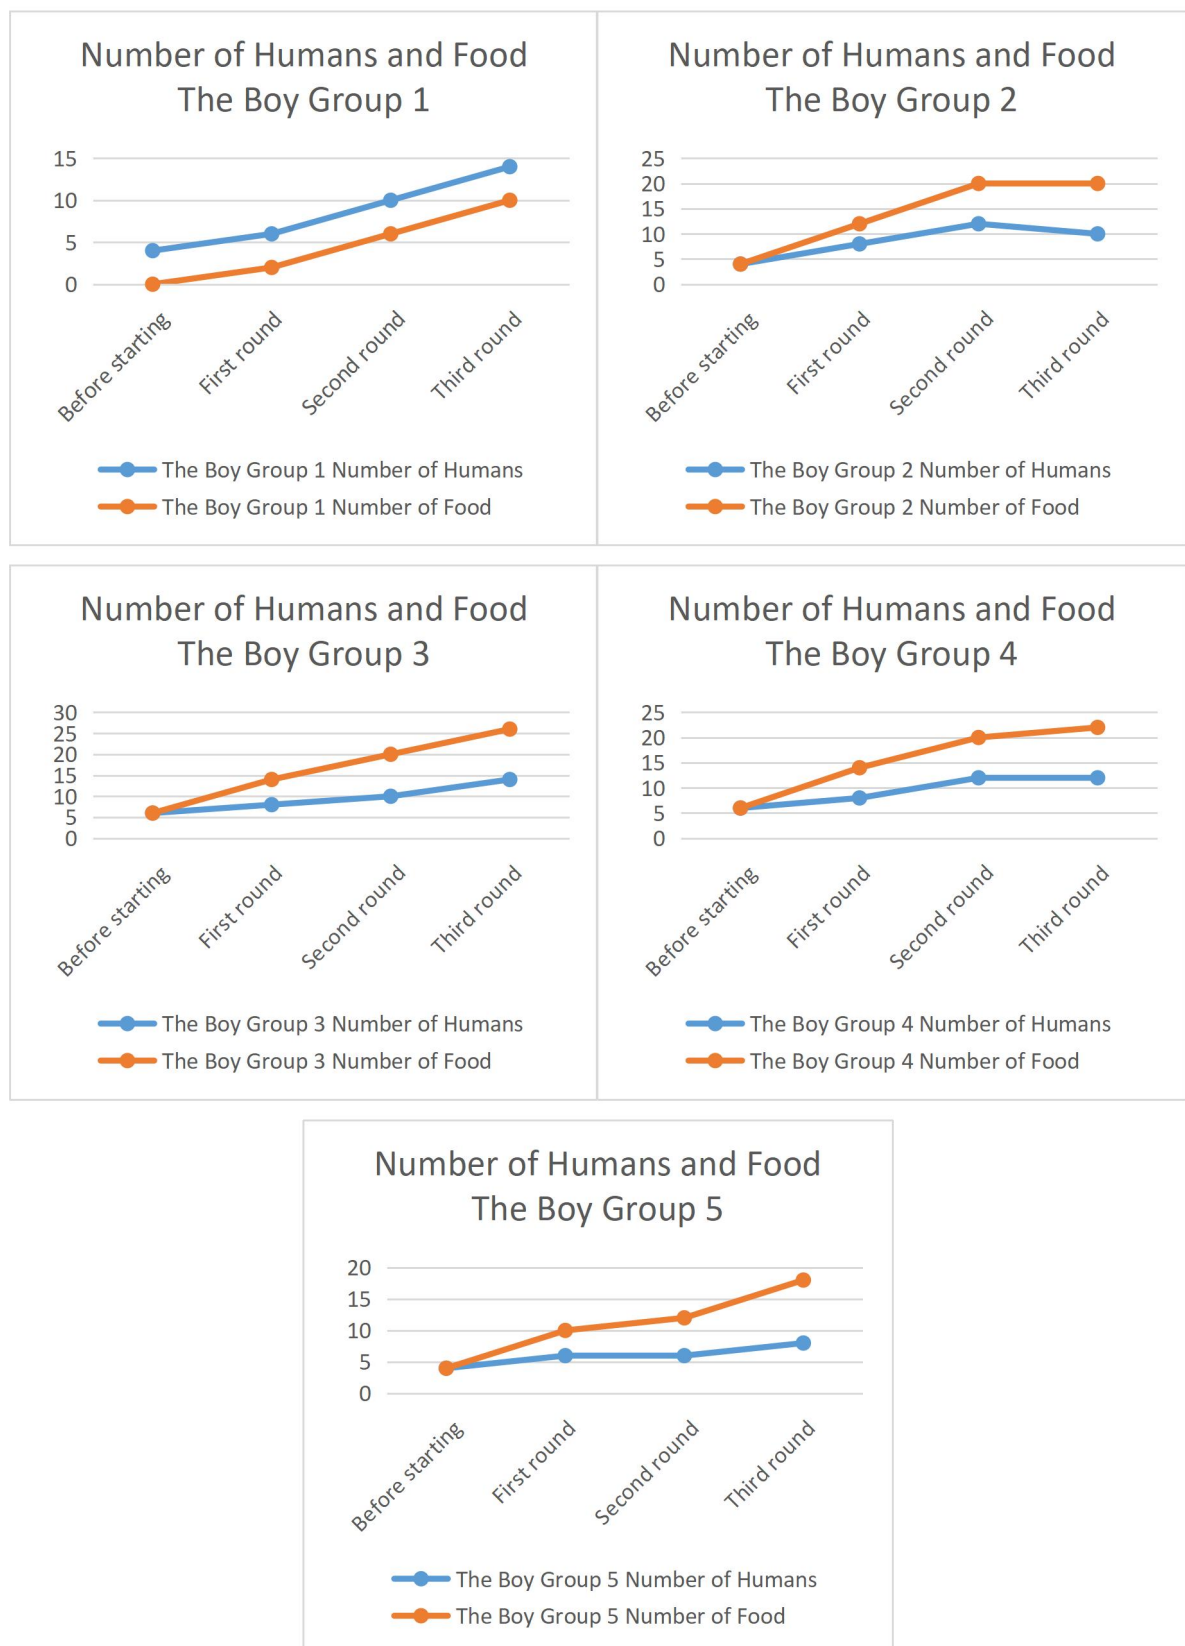 Number of Humans and Food
The Boy Group 1
15
10
5
0
Before starting
First round
Second round
Third round
The Boy Group 1 Number of Humans
The Boy Group 1 Number of Food
Number of Humans and Food
The Boy Group 2
25
20
15
10
5
0
Before starting
First round
Second round
Third round
The Boy Group 2 Number of Humans
The Boy Group 2 Number of Food
Number of Humans and Food
The Boy Group 3
30
25
20
15
10
5
0
Before starting
First round
Second round
Third round
The Boy Group 3 Number of Humans
The Boy Group 3 Number of Food
Number of Humans and Food
The Boy Group 4
25
20
15
10
5
0
Before starting
First round
Second round
Third round
The Boy Group 4 Number of Humans
The Boy Group 4 Number of Food
Number of Humans and Food
The Boy Group 5
20
15
10
5
0
Before starting
First round
Second round
Third round
The Boy Group 5 Number of Humans
The Boy Group 5 Number of Food